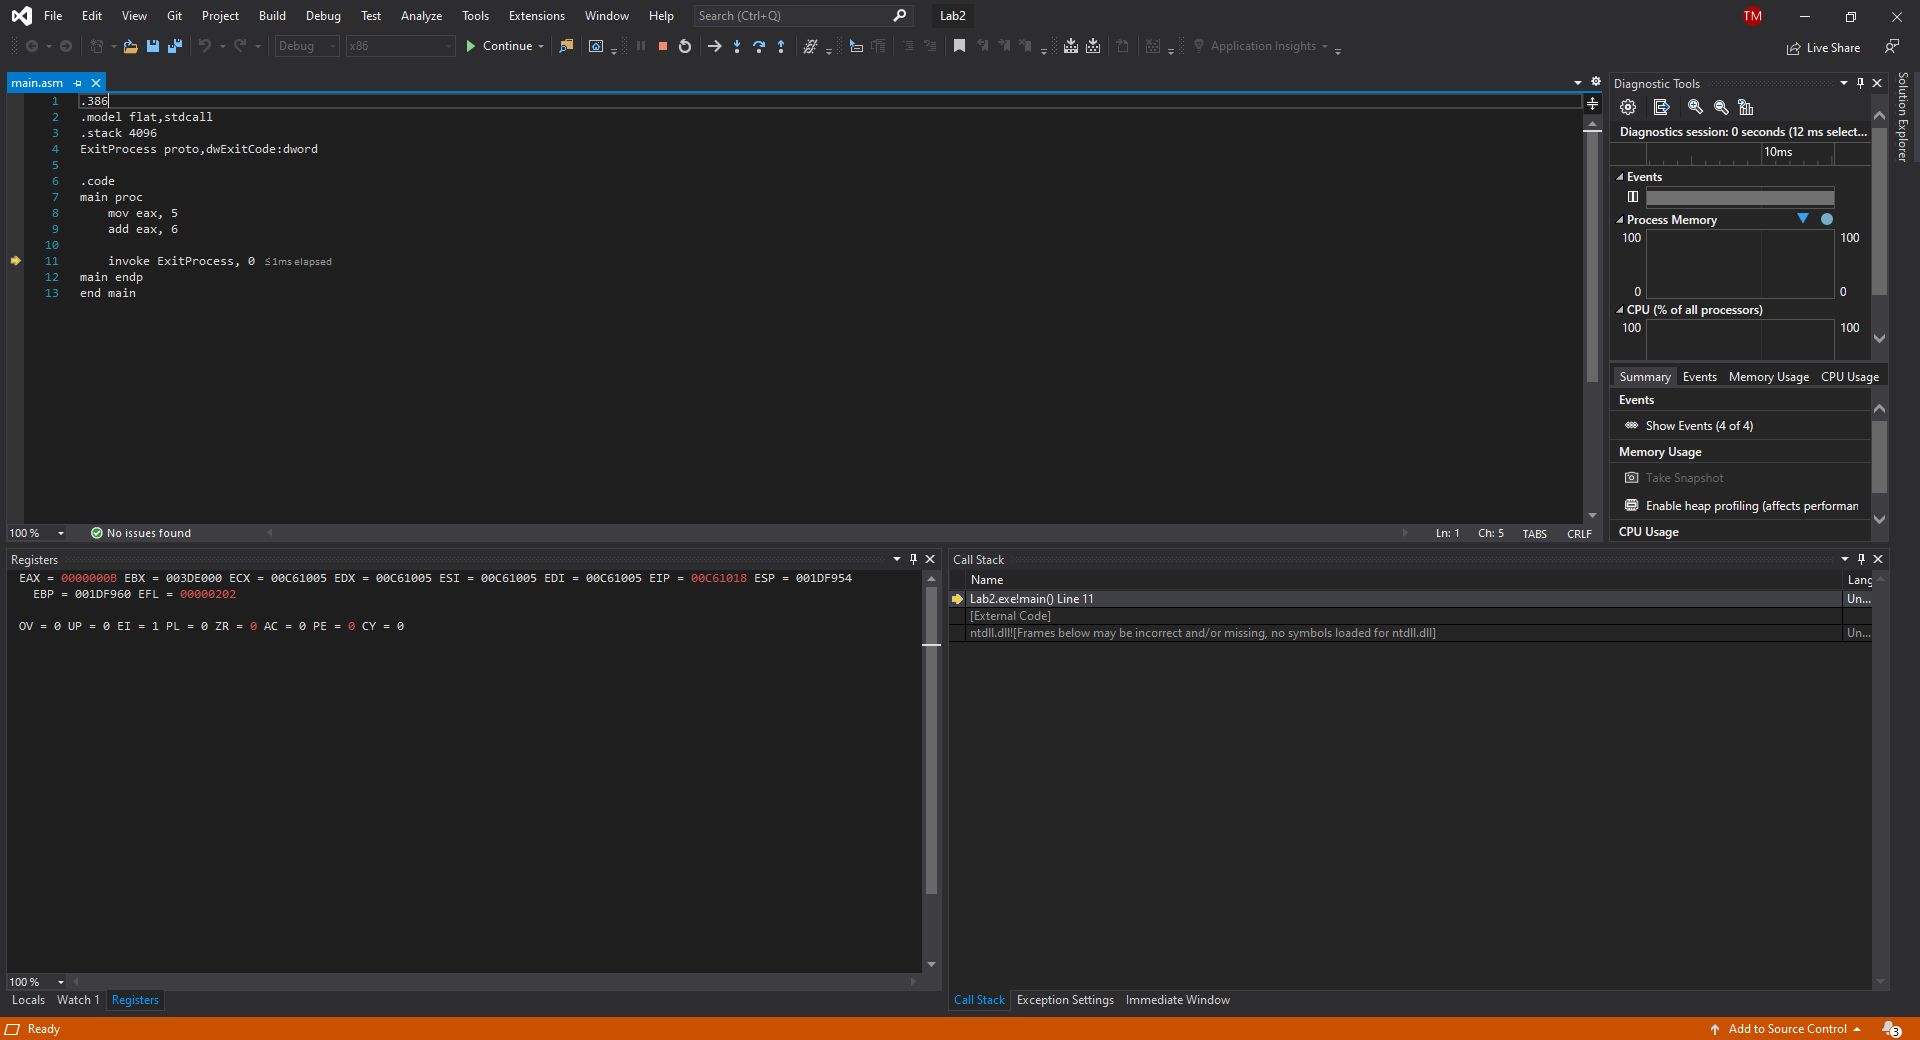 File Edit View Git Project Build Debug Test Analyze Tools Extensions Window Help Search (Ctrl+Q) Lab2 TM
Debug x86 Continue Application Insights Live Share
main.asm
1 .386
2 .model flat,stdcall
3 .stack 4096
4 ExitProcess proto,dwExitCode:dword
5
6 .code
7 main proc
8 mov eax, 5
9 add eax, 6
10
11 invoke ExitProcess, 0 ≤1ms elapsed
12 main endp
13 end main
100 % No issues found Ln: 1 Ch: 5 TABS CRLF
Diagnostic Tools
Diagnostics session: 0 seconds (12 ms select...
10ms
Events
Process Memory
100 100
0 0
CPU (% of all processors)
100 100
Summary Events Memory Usage CPU Usage
Events
Show Events (4 of 4)
Memory Usage
Take Snapshot
Enable heap profiling (affects performan
CPU Usage
Solution Explorer
Registers
EAX = 0000000B EBX = 003DE000 ECX = 00C61005 EDX = 00C61005 ESI = 00C61005 EDI = 00C61005 EIP = 00C61018 ESP = 001DF954
EBP = 001DF960 EFL = 00000202
OV = 0 UP = 0 EI = 1 PL = 0 ZR = 0 AC = 0 PE = 0 CY = 0
100 %
Locals Watch 1 Registers
Call Stack
Name Lang
Lab2.exe!main() Line 11 Un...
[External Code]
ntdll.dll![Frames below may be incorrect and/or missing, no symbols loaded for ntdll.dll] Un...
Call Stack Exception Settings Immediate Window
Ready Add to Source Control 3